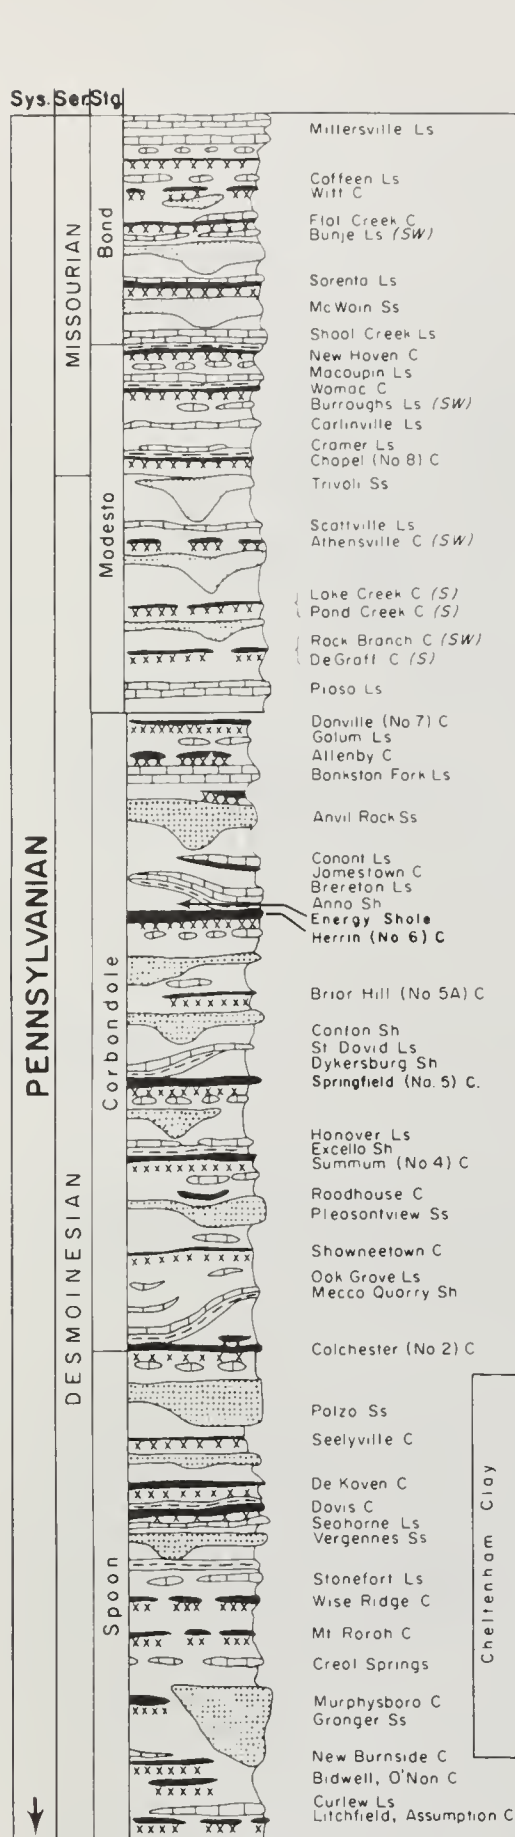 Sys. Ser. Stg.
PENNSYLVANIAN
MISSOURIAN
DESMOINESIAN
Bond
Modesto
Carbondale
Spoon
Millersville Ls
Coffeen Ls
Witt C
Flat Creek C
Bunje Ls (SW)
Sorento Ls
McWain Ss
Shoal Creek Ls
New Haven C
Macoupin Ls
Womac C
Burroughs Ls (SW)
Carlinville Ls
Cramer Ls
Chapel (No 8) C
Trivoli Ss
Scottville Ls
Athensville C (SW)
Lake Creek C (S)
Pond Creek C (S)
Rock Branch C (SW)
DeGraff C (S)
Piasa Ls
Danville (No 7) C
Galum Ls
Allenby C
Bankston Fork Ls
Anvil Rock Ss
Conant Ls
Jamestown C
Brereton Ls
Anna Sh
Energy Shale
Herrin (No 6) C
Briar Hill (No 5A) C
Canton Sh
St David Ls
Dykersburg Sh
Springfield (No. 5) C.
Hanover Ls
Excello Sh
Summum (No 4) C
Roodhouse C
Pleasantview Ss
Shawneetown C
Oak Grove Ls
Mecca Quarry Sh
Colchester (No 2) C
Palzo Ss
Seelyville C
De Koven C
Davis C
Seahorne Ls
Vergennes Ss
Stonefort Ls
Wise Ridge C
Mt Rorah C
Creal Springs
Murphysboro C
Granger Ss
New Burnside C
Bidwell, O'Nan C
Curlew Ls
Litchfield, Assumption C
Cheltenham Clay